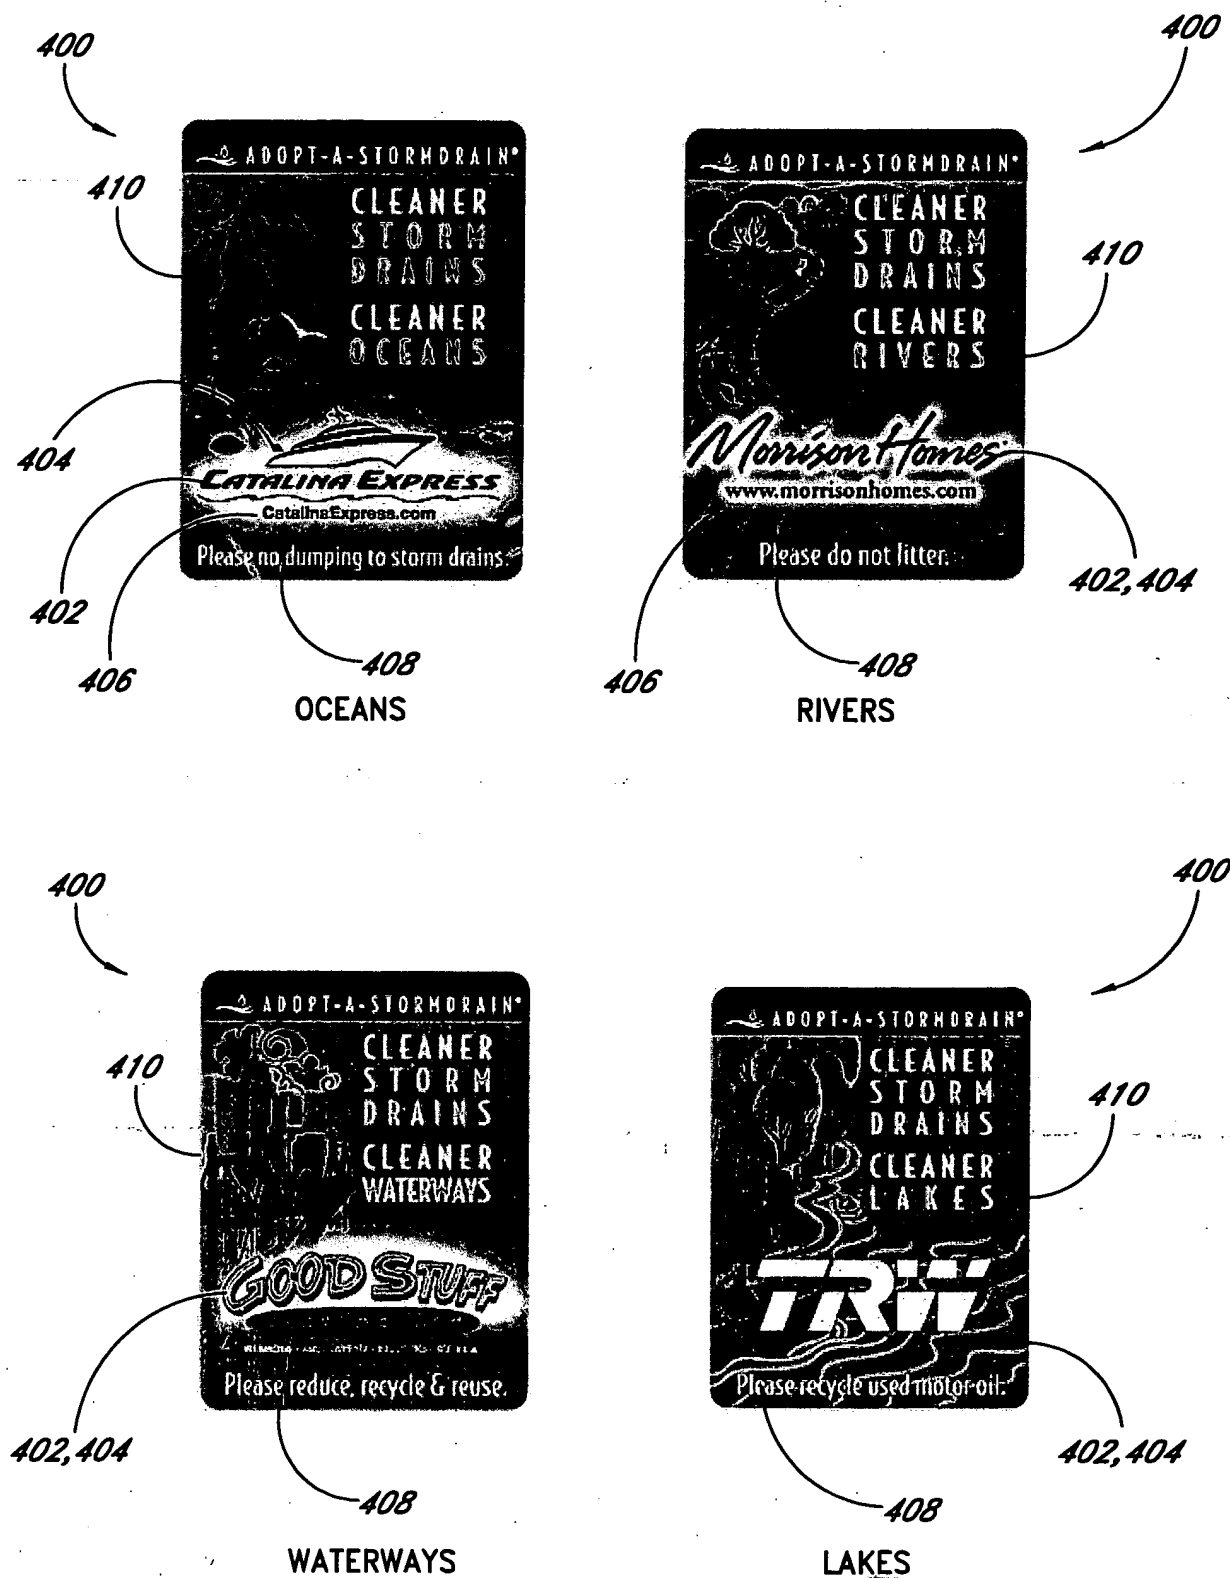 400
410
ADOPT-A-STORMDRAIN®
CLEANER
STORM
DRAINS
CLEANER
OCEANS
404
CATALINA EXPRESS
CatalinaExpress.com
Please no dumping to storm drains.
402
406
408
OCEANS
400
ADOPT-A-STORMDRAIN®
CLEANER
STORM
DRAINS
CLEANER
RIVERS
410
Morrison Homes
www.morrisonhomes.com
Please do not litter.
402,404
406
408
RIVERS
400
ADOPT-A-STORMDRAIN®
CLEANER
STORM
DRAINS
410
CLEANER
WATERWAYS
GOOD STUFF
Please reduce, recycle & reuse.
402,404
408
WATERWAYS
400
ADOPT-A-STORMDRAIN®
CLEANER
STORM
DRAINS
410
CLEANER
LAKES
TRW
Please recycle used motor oil.
402,404
408
LAKES